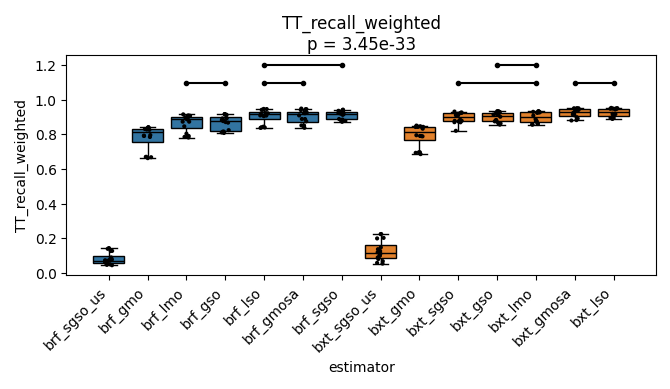 TT_recall_weighted
p = 3.45e-33
TT_recall_weighted
1.2
1.0
0.8
0.6
0.4
0.2
0.0
brf_sgso_us
brf_gmo
brf_lmo
brf_gso
brf_lso
brf_gmosa
brf_sgso
bxt_sgso_us
bxt_gmo
bxt_sgso
bxt_gso
bxt_lmo
bxt_gmosa
bxt_lso
estimator